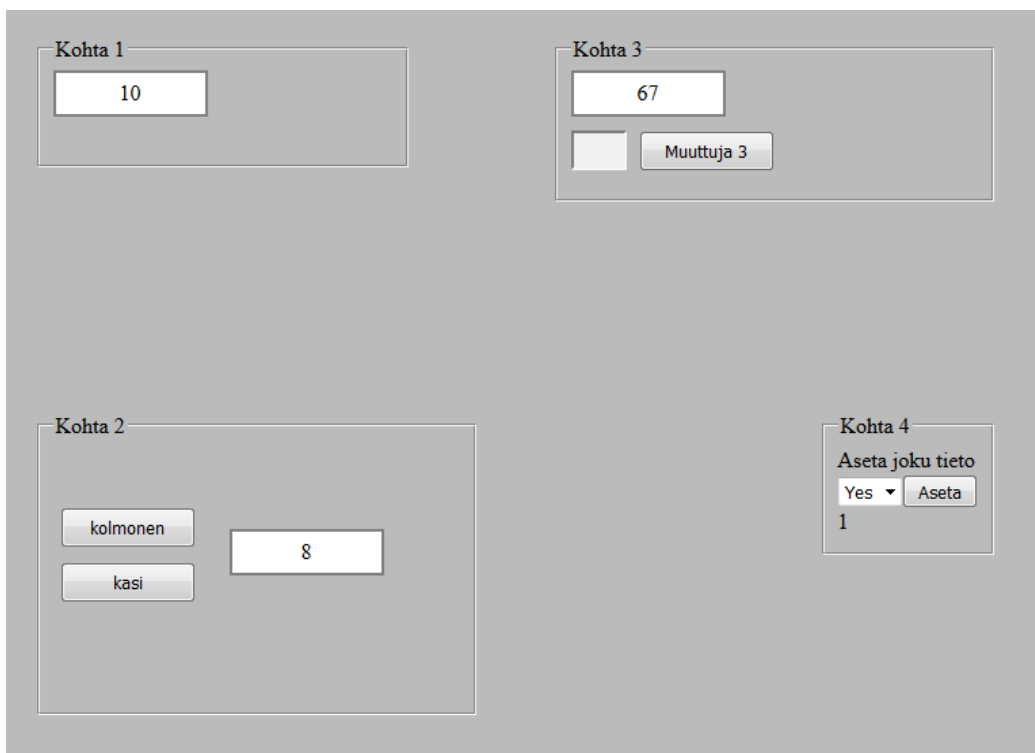 Kohta 1
10
Kohta 3
67
Muuttuja 3
Kohta 2
kolmonen
kasi
8
Kohta 4
Aseta joku tieto
Yes Aseta
1